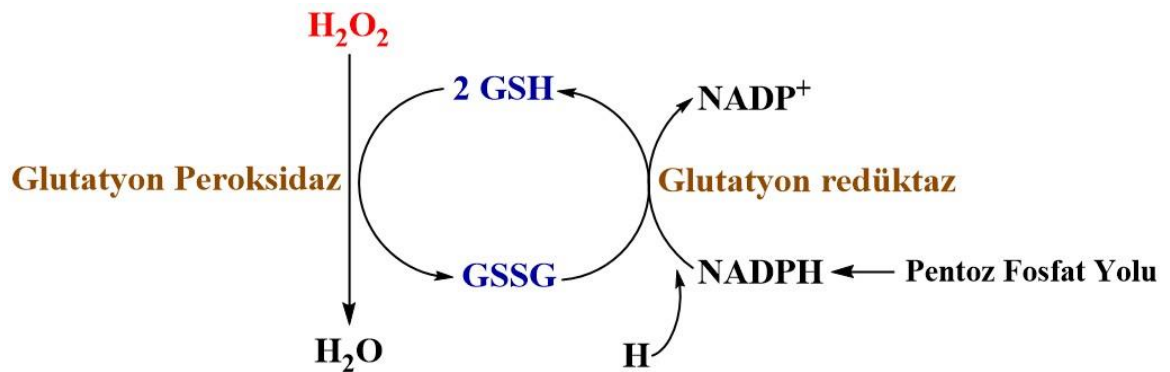 H₂O₂
2 GSH
NADP⁺
Glutatyon Peroksidaz
Glutatyon redüktaz
GSSG
NADPH
Pentoz Fosfat Yolu
H₂O
H